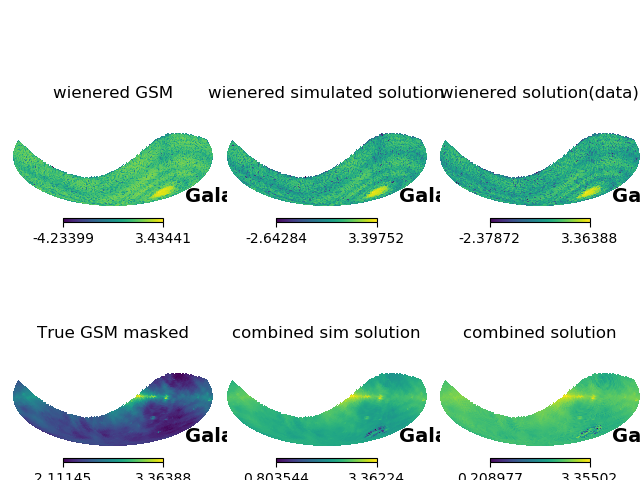 wienered GSM wienered simulated solution wienered solution(data)
Gala Gala Ga
-4.23399 3.43441 -2.64284 3.39752 -2.37872 3.36388
True GSM masked combined sim solution combined solution
Gala Gala Ga
2.11145 3.36388 0.803544 3.36224 0.208977 3.35502